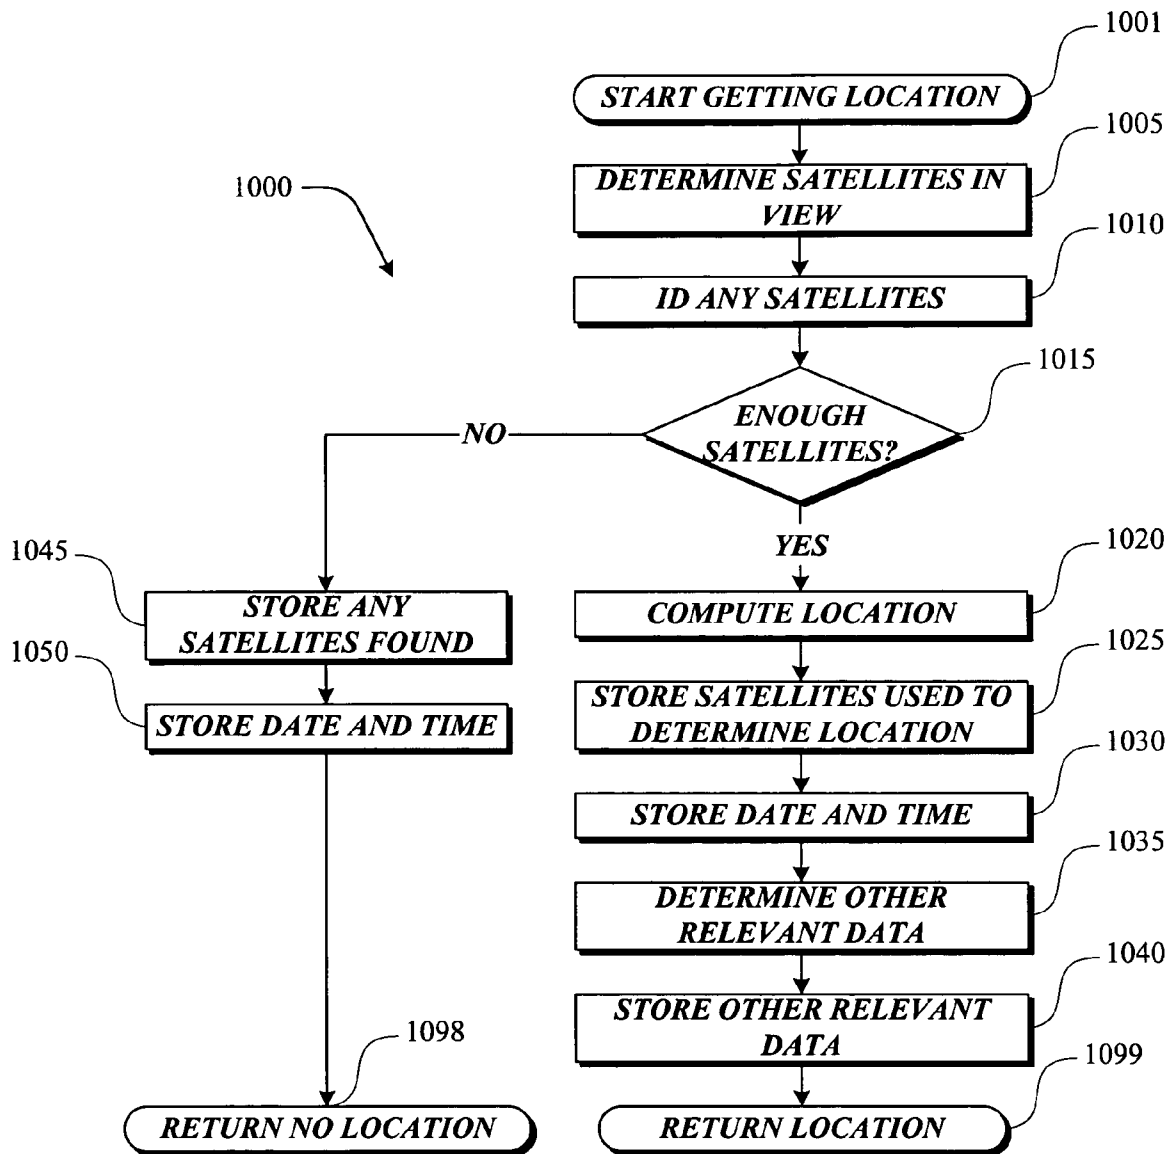 1001
START GETTING LOCATION
1005
DETERMINE SATELLITES IN
VIEW
1000
1010
ID ANY SATELLITES
1015
ENOUGH
SATELLITES?
NO
YES
1045
STORE ANY
SATELLITES FOUND
1050
STORE DATE AND TIME
1020
COMPUTE LOCATION
1025
STORE SATELLITES USED TO
DETERMINE LOCATION
1030
STORE DATE AND TIME
1035
DETERMINE OTHER
RELEVANT DATA
1040
STORE OTHER RELEVANT
DATA
1098
RETURN NO LOCATION
1099
RETURN LOCATION